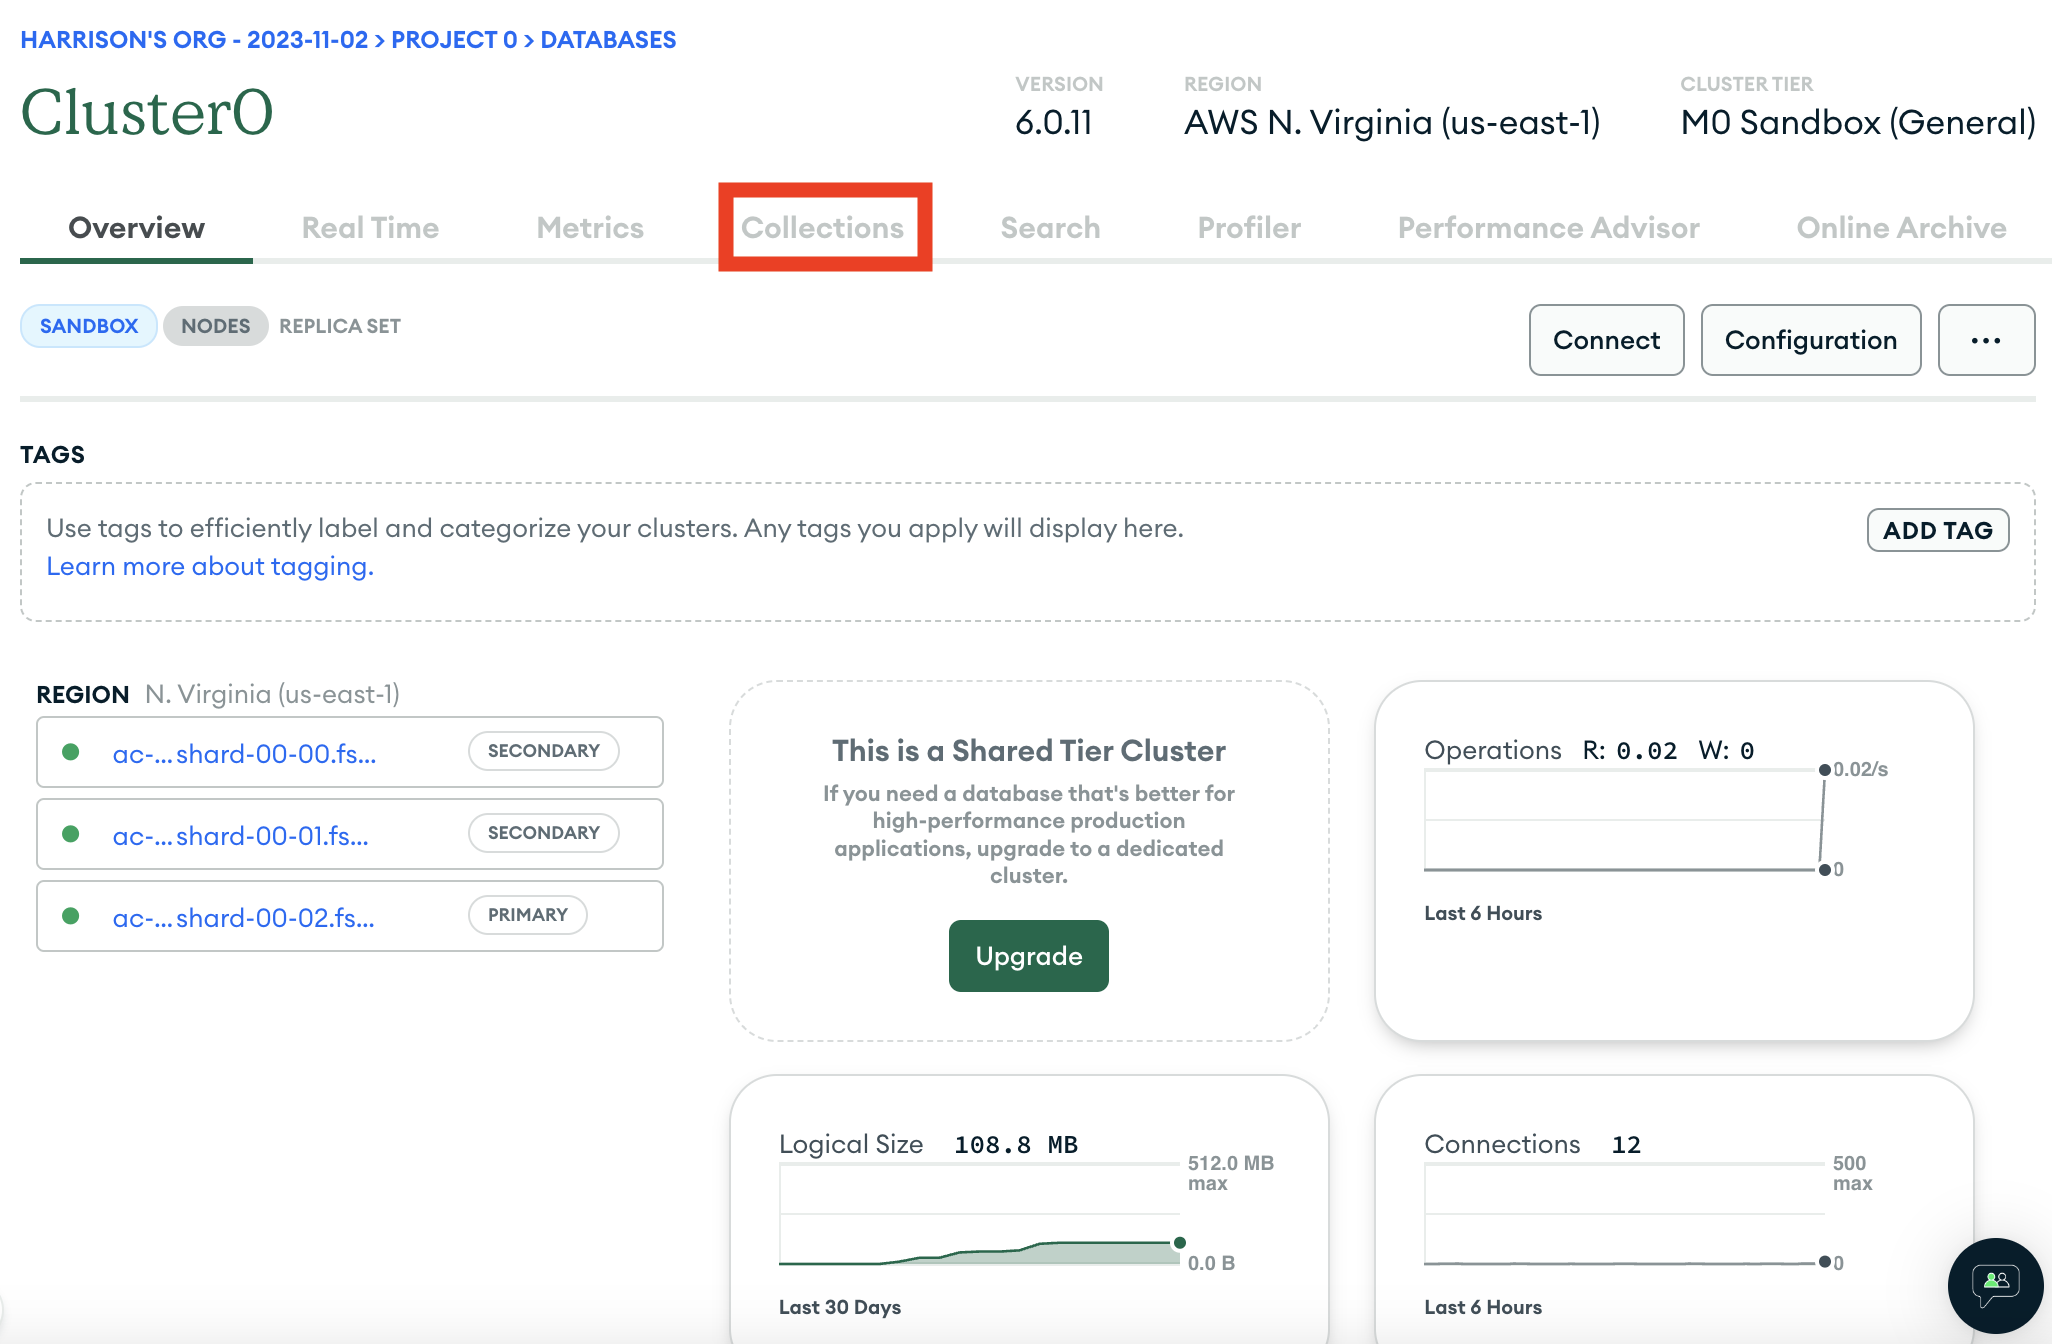 HARRISON'S ORG - 2023-11-02 > PROJECT 0 > DATABASES
Cluster0
VERSION
6.0.11
REGION
AWS N. Virginia (us-east-1)
CLUSTER TIER
M0 Sandbox (General)
Overview
Real Time
Metrics
Collections
Search
Profiler
Performance Advisor
Online Archive
SANDBOX
NODES
REPLICA SET
Connect
Configuration
...
TAGS
Use tags to efficiently label and categorize your clusters. Any tags you apply will display here.
Learn more about tagging.
ADD TAG
REGION N. Virginia (us-east-1)
ac-...shard-00-00.fs... SECONDARY
ac-...shard-00-01.fs... SECONDARY
ac-...shard-00-02.fs... PRIMARY
This is a Shared Tier Cluster
If you need a database that's better for
high-performance production
applications, upgrade to a dedicated
cluster.
Upgrade
Operations R: 0.02 W: 0
0.02/s
0
Last 6 Hours
Logical Size 108.8 MB
512.0 MB
max
0.0 B
Last 30 Days
Connections 12
500
max
0
Last 6 Hours